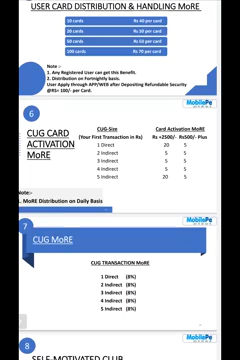 USER CARD DISTRIBUTION & HANDLING MoRE
10 cards Rs 40 per card
20 cards Rs 30 per card
50 cards Rs 50 per card
100 cards Rs 70 per card
Note :-
1. Any Registered User can get this Benefit.
2. Distribution on Fortnightly basis.
User Apply through APP/WEB after Depositing Refundable Security
@RS= 100/- per Card.
MobilePe
6
CUG CARD
ACTIVATION
MoRE
CUG-Size Card Activation MoRE
(Your First Transaction in Rs) Rs =2500/- Rs500/- Plus
1 Direct 20 5
2 Indirect 5 5
3 Indirect 5 5
4 Indirect 5 5
5 Indirect 20 5
Note:-
1. MoRE Distribution on Daily Basis
7
MobilePe
CUG MoRE
CUG TRANSACTION MoRE
1 Direct (8%)
2 Indirect (8%)
3 Indirect (8%)
4 Indirect (8%)
5 Indirect (8%)
8
MobilePe
SELF-MOTIVATED CLUB